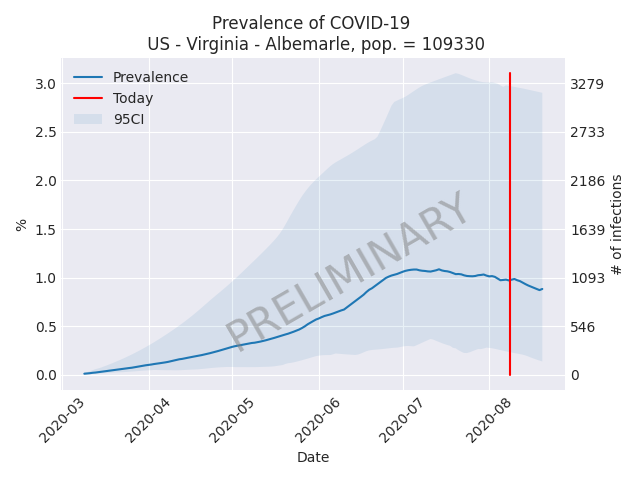 Prevalence of COVID-19
US - Virginia - Albemarle, pop. = 109330
Prevalence
Today
95CI
3.0
2.5
2.0
1.5
1.0
0.5
0.0
%
3279
2733
2186
1639
1093
546
0
# of infections
PRELIMINARY
2020-03
2020-04
2020-05
2020-06
2020-07
2020-08
Date